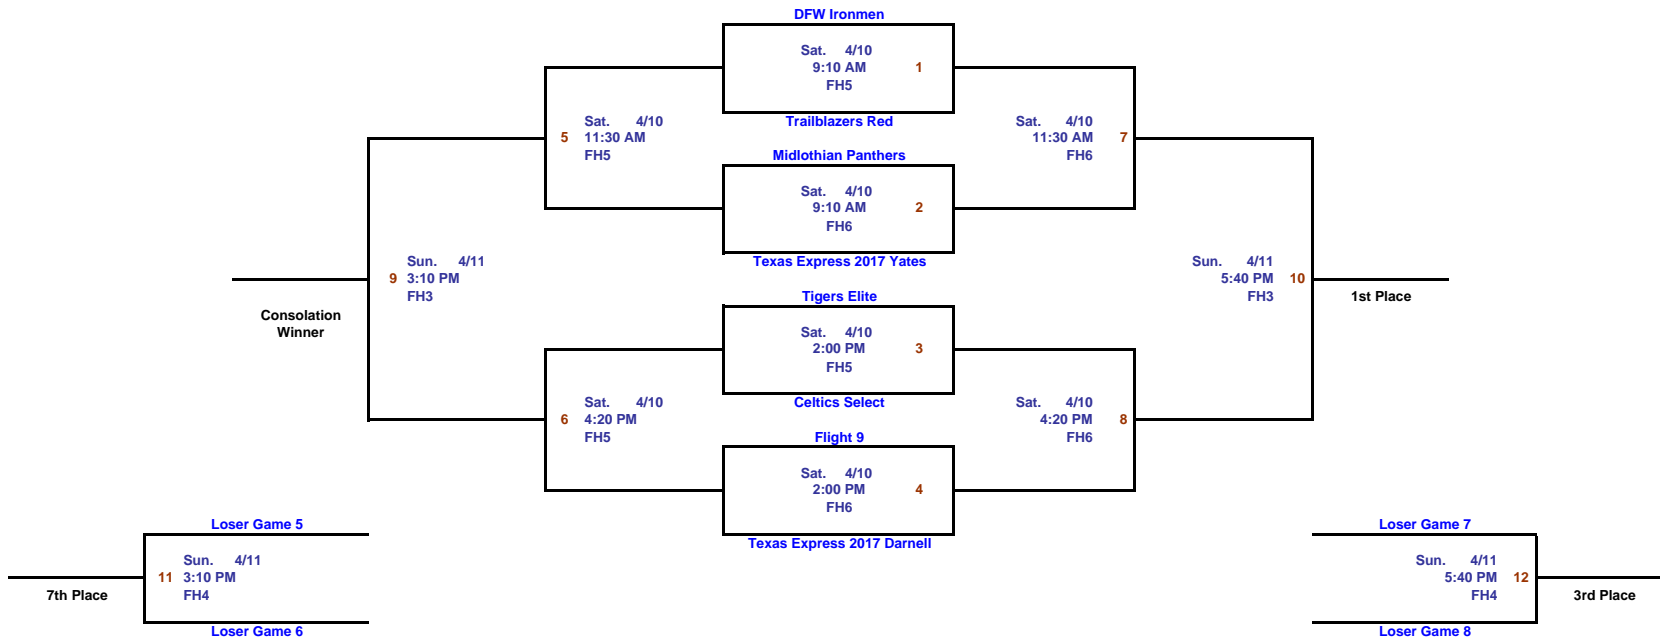 DFW Ironmen
Sat. 4/10
9:10 AM 1
FH5
Trailblazers Red
Sat. 4/10
5 11:30 AM
FH5
Sat. 4/10
11:30 AM 7
FH6
Midlothian Panthers
Sat. 4/10
9:10 AM 2
FH6
Texas Express 2017 Yates
Sun. 4/11
9 3:10 PM
FH3
Consolation
Winner
Sun. 4/11
5:40 PM 10
FH3
1st Place
Tigers Elite
Sat. 4/10
2:00 PM 3
FH5
Celtics Select
Sat. 4/10
6 4:20 PM
FH5
Sat. 4/10
4:20 PM 8
FH6
Flight 9
Sat. 4/10
2:00 PM 4
FH6
Texas Express 2017 Darnell
Loser Game 5
Sun. 4/11
11 3:10 PM
FH4
7th Place
Loser Game 6
Loser Game 7
Sun. 4/11
5:40 PM 12
FH4
3rd Place
Loser Game 8